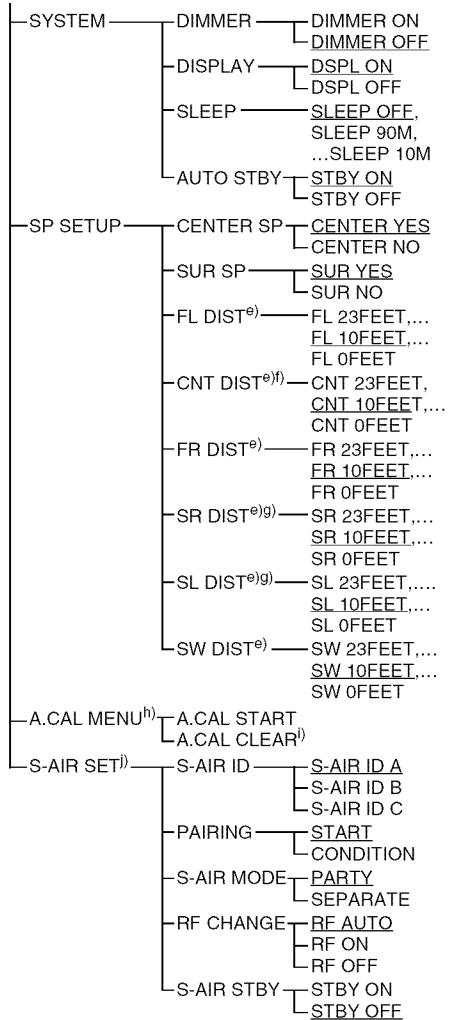 SYSTEM DIMMER DIMMER ON
DIMMER OFF
DISPLAY DSPL ON
DSPL OFF
SLEEP SLEEP OFF,
SLEEP 90M,
...SLEEP 10M
AUTO STBY STBY ON
STBY OFF
SP SETUP CENTER SP CENTER YES
CENTER NO
SUR SP SUR YES
SUR NO
FL DISTe) FL 23FEET,...
FL 10FEET,...
FL 0FEET
CNT DISTe)f) CNT 23FEET,
CNT 10FEET,...
CNT 0FEET
FR DISTe) FR 23FEET,...
FR 10FEET,...
FR 0FEET
SR DISTe)g) SR 23FEET,...
SR 10FEET,...
SR 0FEET
SL DISTe)g) SL 23FEET,....
SL 10FEET,...
SL 0FEET
SW DISTe) SW 23FEET,...
SW 10FEET,...
SW 0FEET
A.CAL MENUh) A.CAL START
A.CAL CLEARi)
S-AIR SETj) S-AIR ID S-AIR ID A
S-AIR ID B
S-AIR ID C
PAIRING START
CONDITION
S-AIR MODE PARTY
SEPARATE
RF CHANGE RF AUTO
RF ON
RF OFF
S-AIR STBY STBY ON
STBY OFF